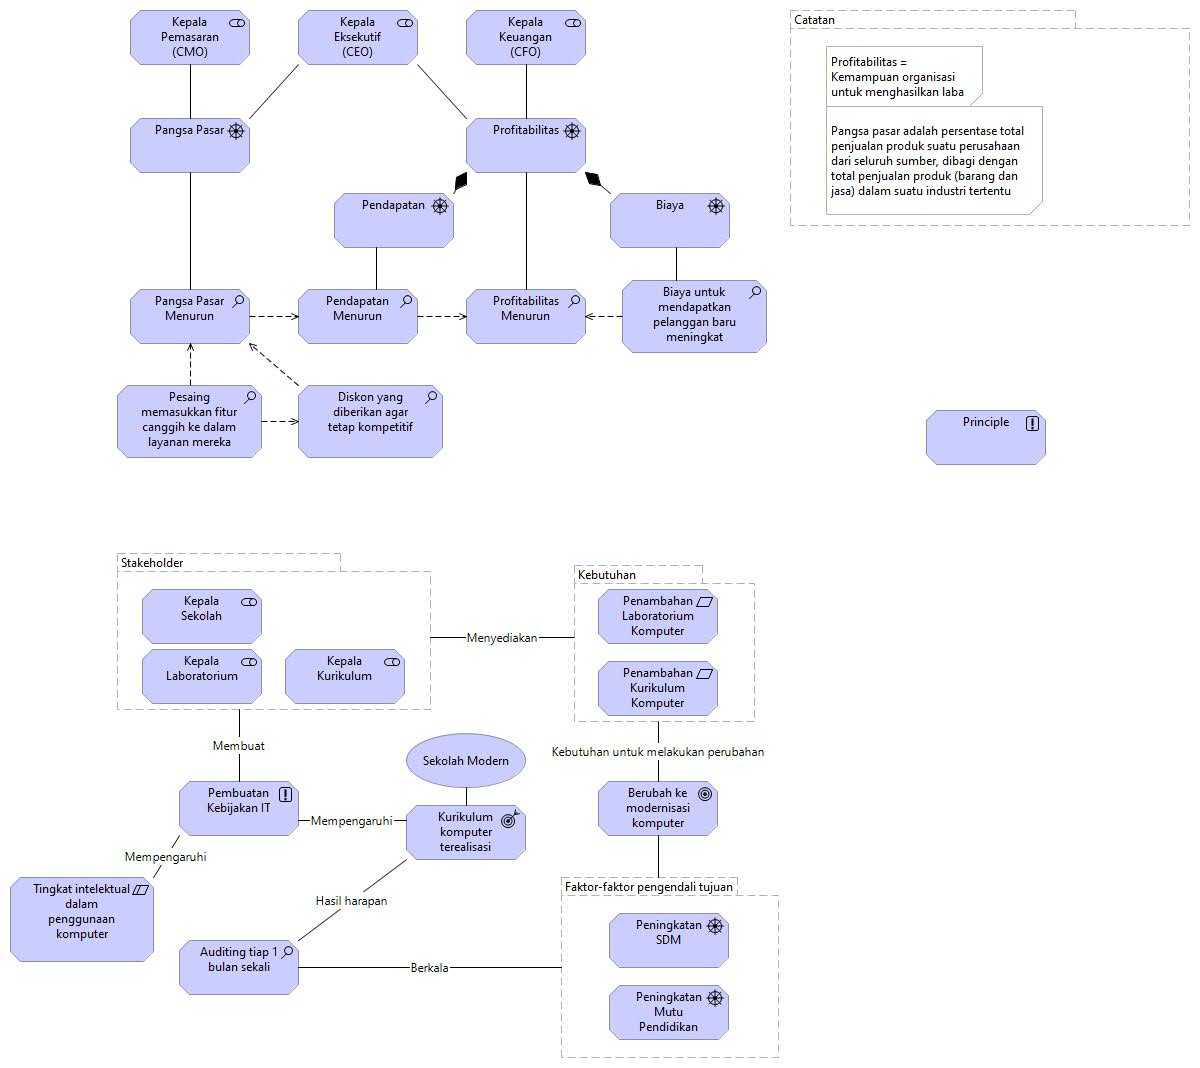 Kepala
Pemasaran
(CMO)
Kepala
Eksekutif
(CEO)
Kepala
Keuangan
(CFO)
Catatan
Profitabilitas =
Kemampuan organisasi
untuk menghasilkan laba
Pangsa pasar adalah persentase total
penjualan produk suatu perusahaan
dari seluruh sumber, dibagi dengan
total penjualan produk (barang dan
jasa) dalam suatu industri tertentu
Pangsa Pasar
Profitabilitas
Pendapatan
Biaya
Pangsa Pasar
Menurun
Pendapatan
Menurun
Profitabilitas
Menurun
Biaya untuk
mendapatkan
pelanggan baru
meningkat
Pesaing
memasukkan fitur
canggih ke dalam
layanan mereka
Diskon yang
diberikan agar
tetap kompetitif
Principle
Stakeholder
Kepala
Sekolah
Kepala
Laboratorium
Kepala
Kurikulum
Menyediakan
Kebutuhan
Penambahan
Laboratorium
Komputer
Penambahan
Kurikulum
Komputer
Membuat
Kebutuhan untuk melakukan perubahan
Sekolah Modern
Pembuatan
Kebijakan IT
Mempengaruhi
Kurikulum
komputer
terealisasi
Berubah ke
modernisasi
komputer
Mempengaruhi
Tingkat intelektual
dalam
penggunaan
komputer
Hasil harapan
Auditing tiap 1
bulan sekali
Berkala
Faktor-faktor pengendali tujuan
Peningkatan
SDM
Peningkatan
Mutu
Pendidikan